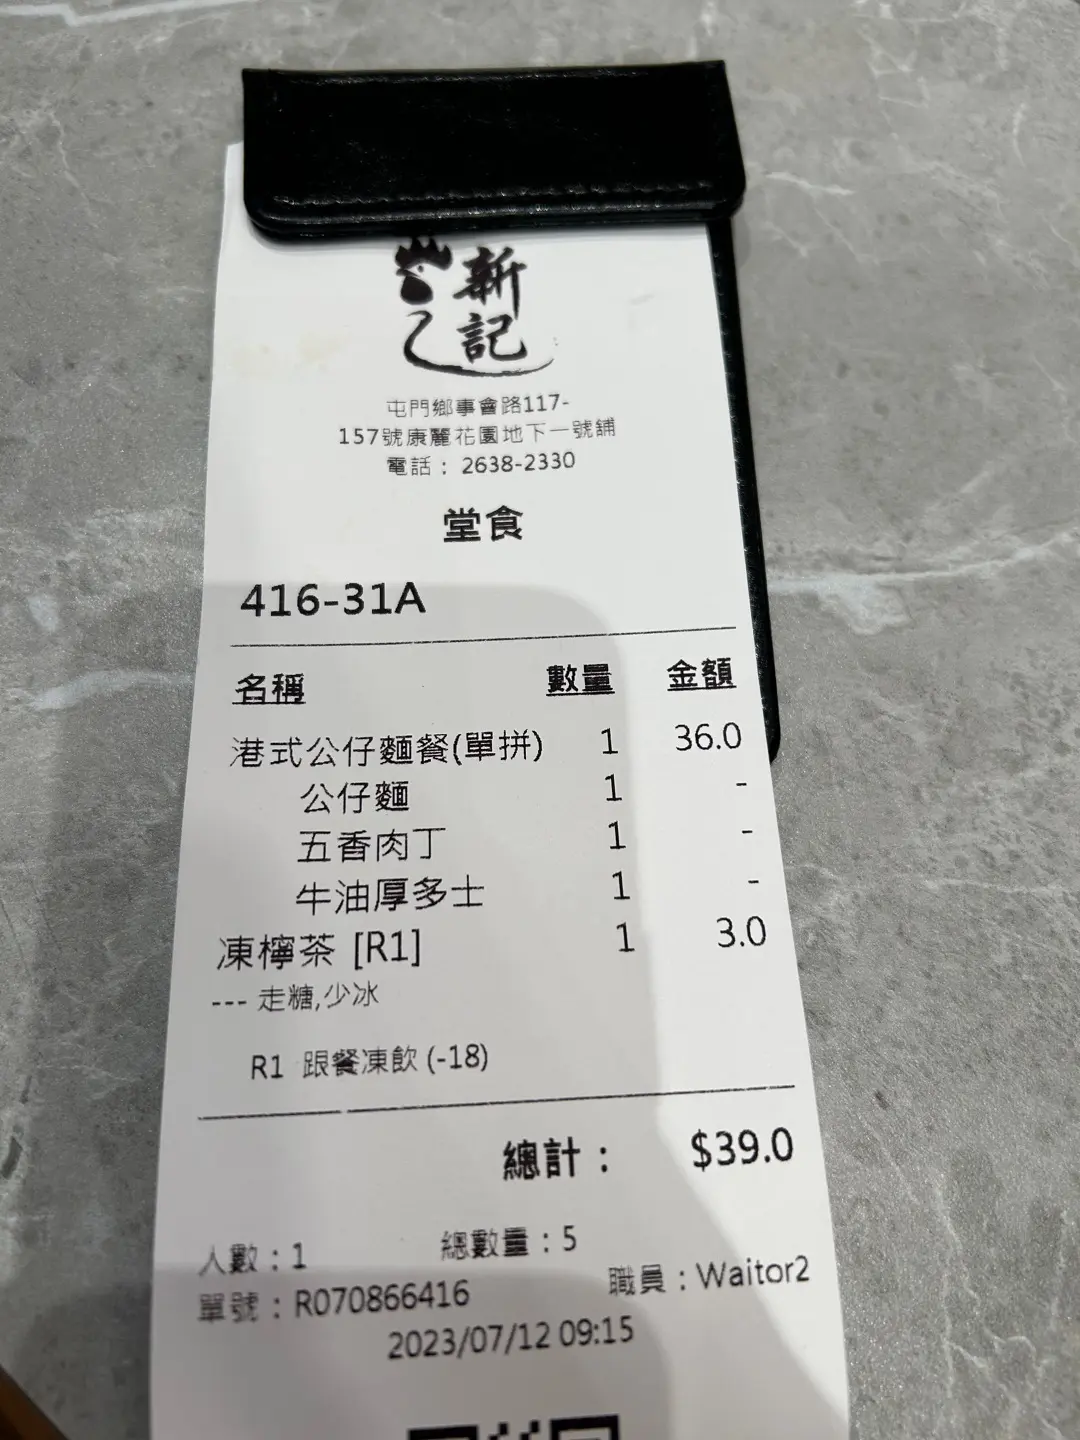 新
記
屯門鄉事會路117-
157號康麗花園地下一號舖
電話： 2638-2330
堂食
416-31A
名稱 數量 金額
港式公仔麵餐(單拼) 1 36.0
公仔麵 1 -
五香肉丁 1 -
牛油厚多士 1 -
凍檸茶 [R1] 1 3.0
--- 走糖,少冰
R1 跟餐凍飲 (-18)
總計： $39.0
人數：1 總數量：5
單號：R070866416 職員：Waitor2
2023/07/12 09:15